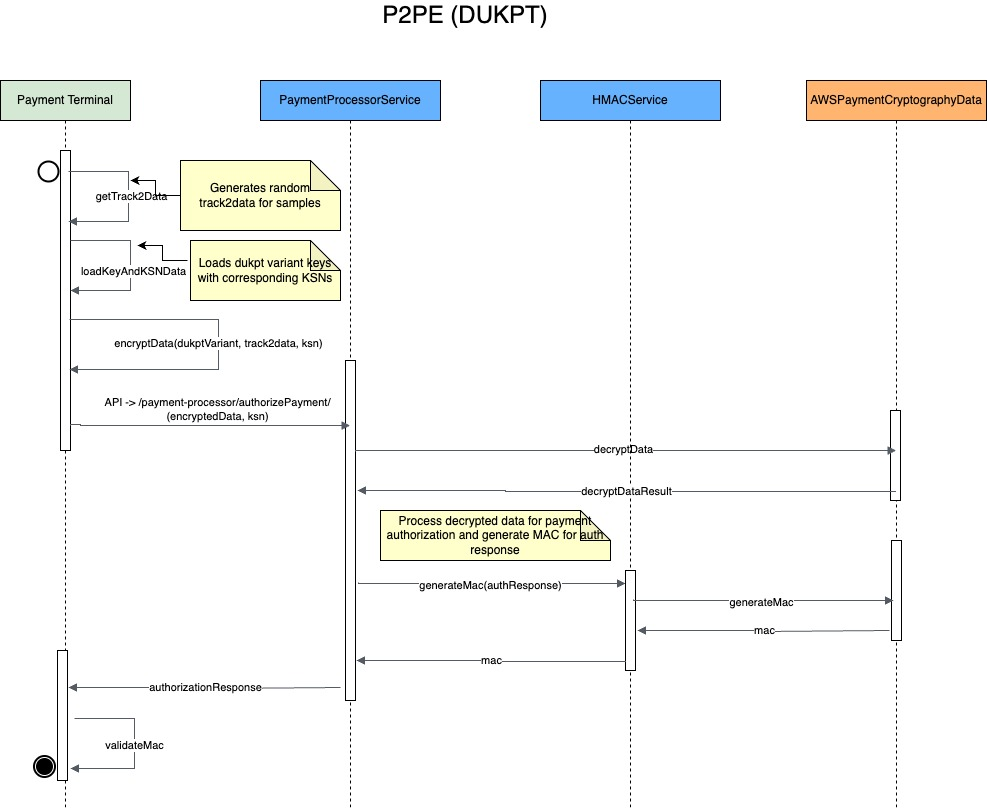 P2PE (DUKPT)
Payment Terminal
PaymentProcessorService
HMACService
AWSPaymentCryptographyData
getTrack2Data
Generates random
track2data for samples
loadKeyAndKSNData
Loads dukpt variant keys
with corresponding KSNs
encryptData(dukptVariant, track2data, ksn)
API -> /payment-processor/authorizePayment/
(encryptedData, ksn)
decryptData
decryptDataResult
Process decrypted data for payment
authorization and generate MAC for auth
response
generateMac(authResponse)
generateMac
mac
mac
authorizationResponse
validateMac